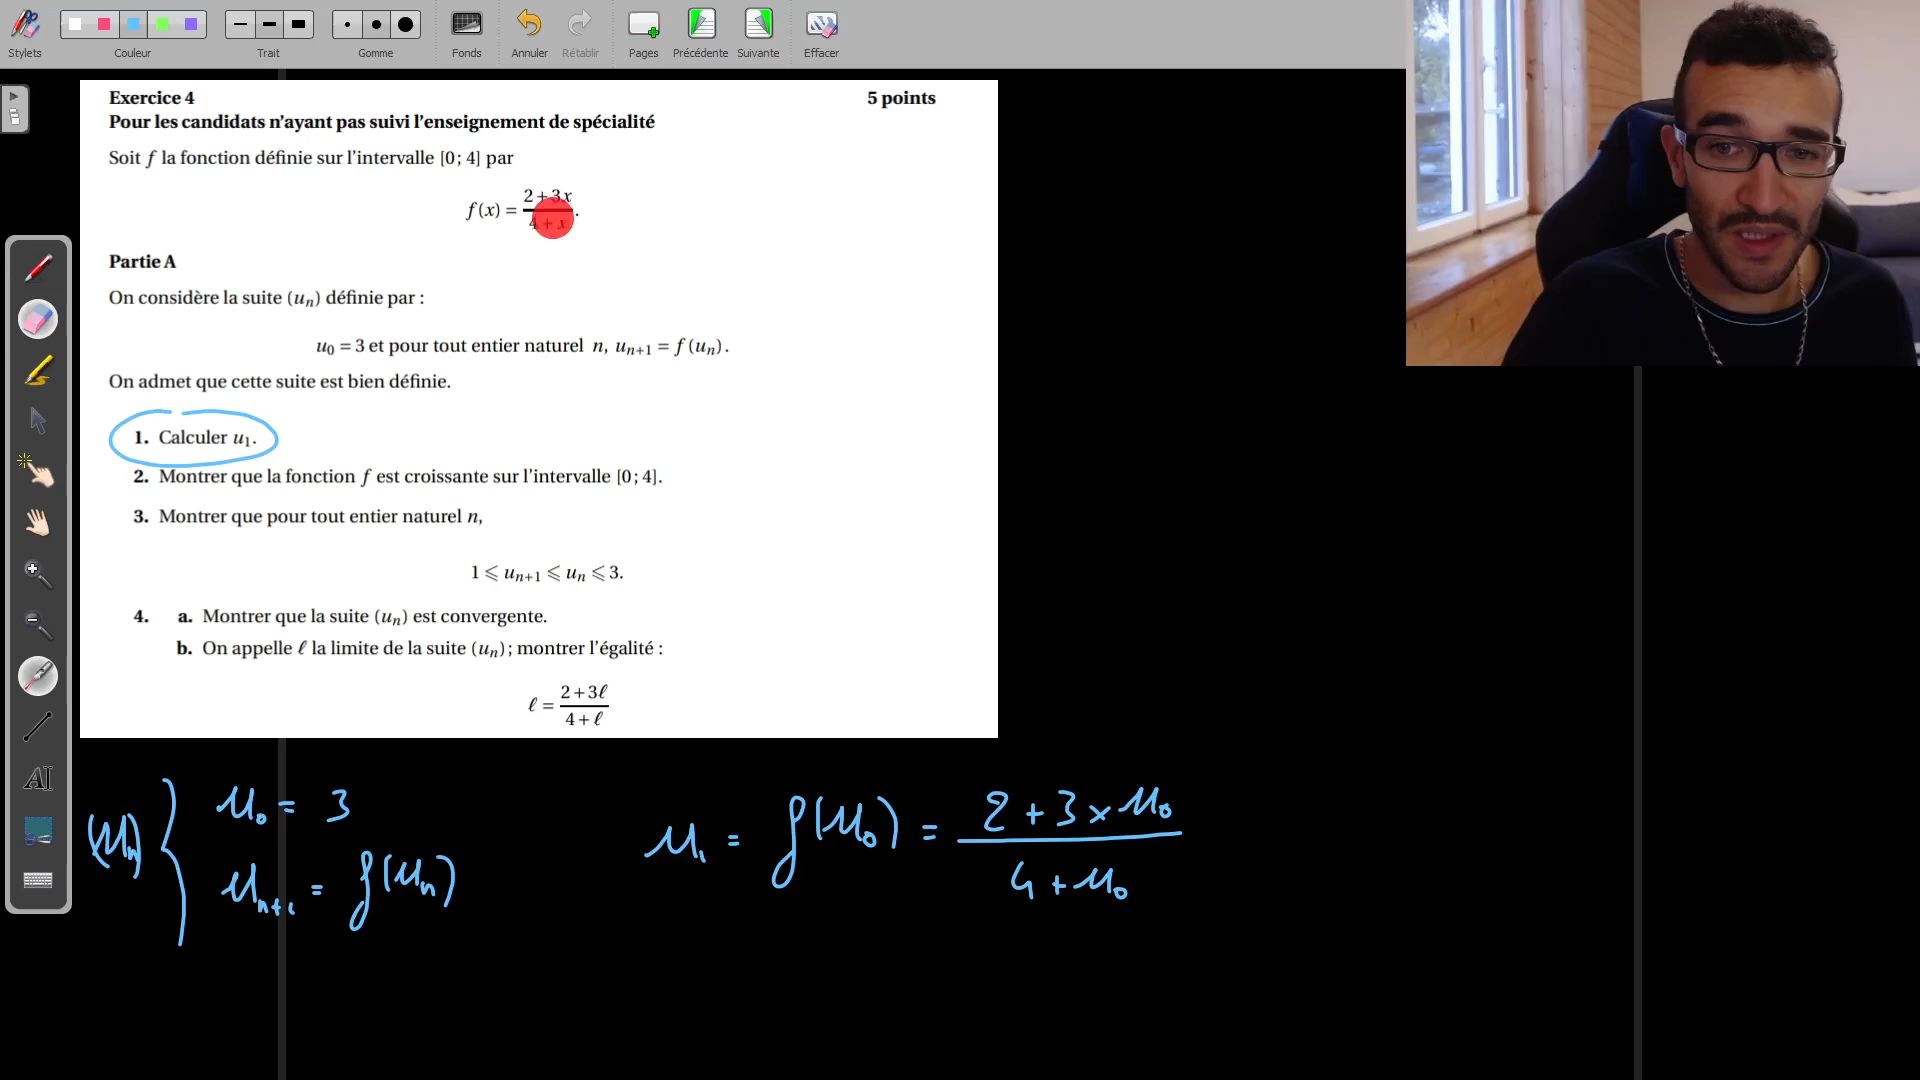 Stylets Couleur Trait Gomme Fonds Annuler Rétablir Pages Précédente Suivante Effacer
Exercice 4 5 points
Pour les candidats n'ayant pas suivi l'enseignement de spécialité
Soit f la fonction définie sur l'intervalle [0 ; 4] par
f(x) = (2 + 3x)/(4 + x).
Partie A
On considère la suite (uₙ) définie par :
u₀ = 3 et pour tout entier naturel n, uₙ₊₁ = f(uₙ).
On admet que cette suite est bien définie.
1. Calculer u₁.
2. Montrer que la fonction f est croissante sur l'intervalle [0 ; 4].
3. Montrer que pour tout entier naturel n,
1 ⩽ uₙ₊₁ ⩽ uₙ ⩽ 3.
4. a. Montrer que la suite (uₙ) est convergente.
b. On appelle ℓ la limite de la suite (uₙ) ; montrer l'égalité :
ℓ = (2 + 3ℓ)/(4 + ℓ)
(uₙ) { u₀ = 3
uₙ₊₁ = f(uₙ)
u₁ = f(u₀) = (2 + 3 × u₀)/(4 + u₀)